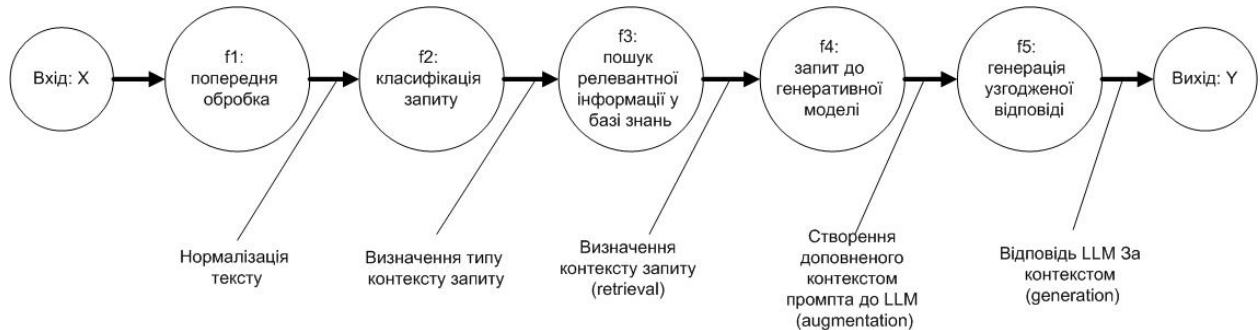 Вхід: X
f1:
попередня
обробка
f2:
класифікація
запиту
f3:
пошук
релевантної
інформації у
базі знань
f4:
запит до
генеративної
моделі
f5:
генерація
узгодженої
відповіді
Вихід: Y
Нормалізація
тексту
Визначення типу
контексту запиту
Визначення
контексту запиту
(retrieval)
Створення
доповненого
контекстом
промпта до LLM
(augmentation)
Відповідь LLM За
контекстом
(generation)